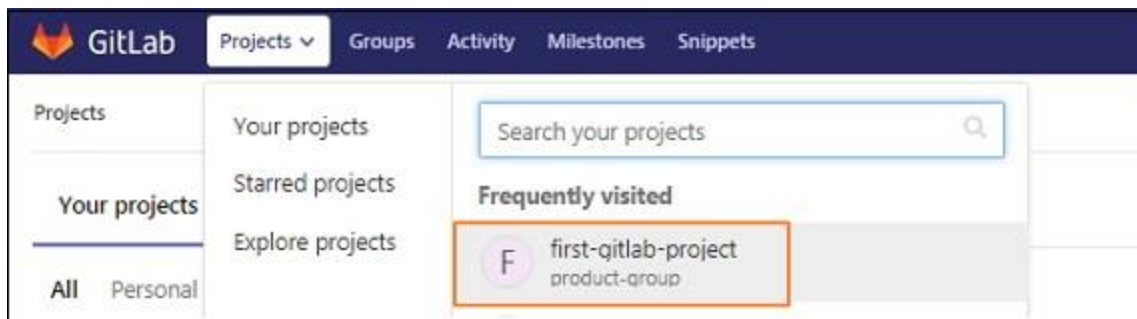 GitLab Projects Groups Activity Milestones Snippets
Projects
Your projects
All Personal
Your projects
Starred projects
Explore projects
Search your projects
Frequently visited
F
first-gitlab-project
product-group